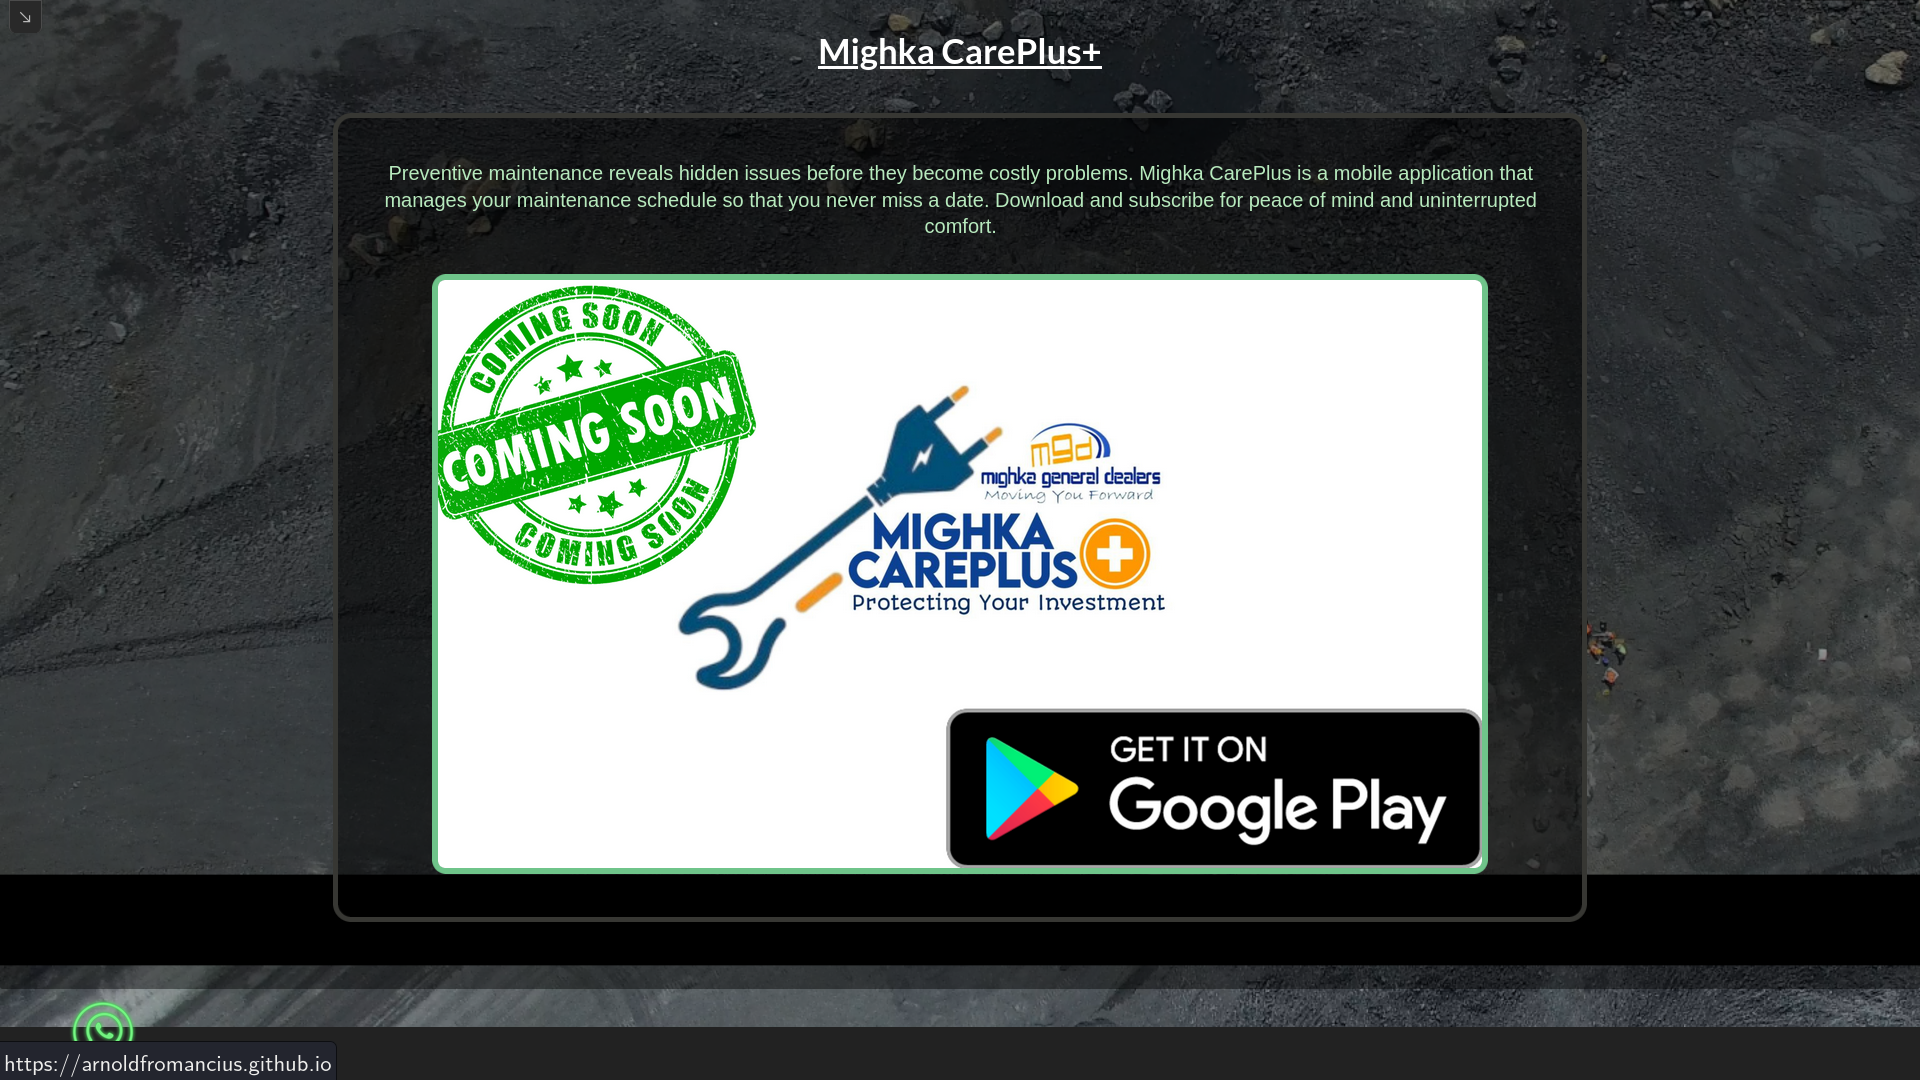 Mighka CarePlus+
Preventive maintenance reveals hidden issues before they become costly problems. Mighka CarePlus is a mobile application that
manages your maintenance schedule so that you never miss a date. Download and subscribe for peace of mind and uninterrupted
comfort.
COMING SOON
COMING SOON
COMING SOON
mgd
mighka general dealers
Moving You Forward
MIGHKA
CAREPLUS
Protecting Your Investment
GET IT ON
Google Play
https://arnoldfromancius.github.io